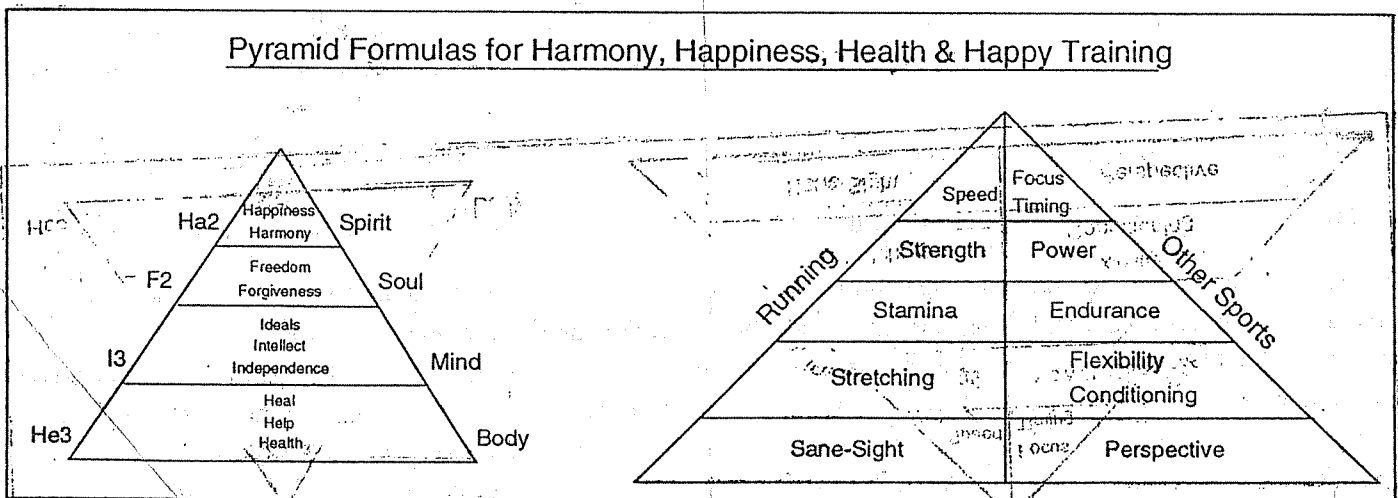 Pyramid Formulas for Harmony, Happiness, Health & Happy Training
Ha2
Happiness
Harmony
Spirit
F2
Freedom
Forgiveness
Soul
I3
Ideals
Intellect
Independence
Mind
He3
Heal
Help
Health
Body
Running
Other Sports
Speed
Focus
Timing
Strength
Power
Stamina
Endurance
Stretching
Flexibility
Conditioning
Sane-Sight
Perspective